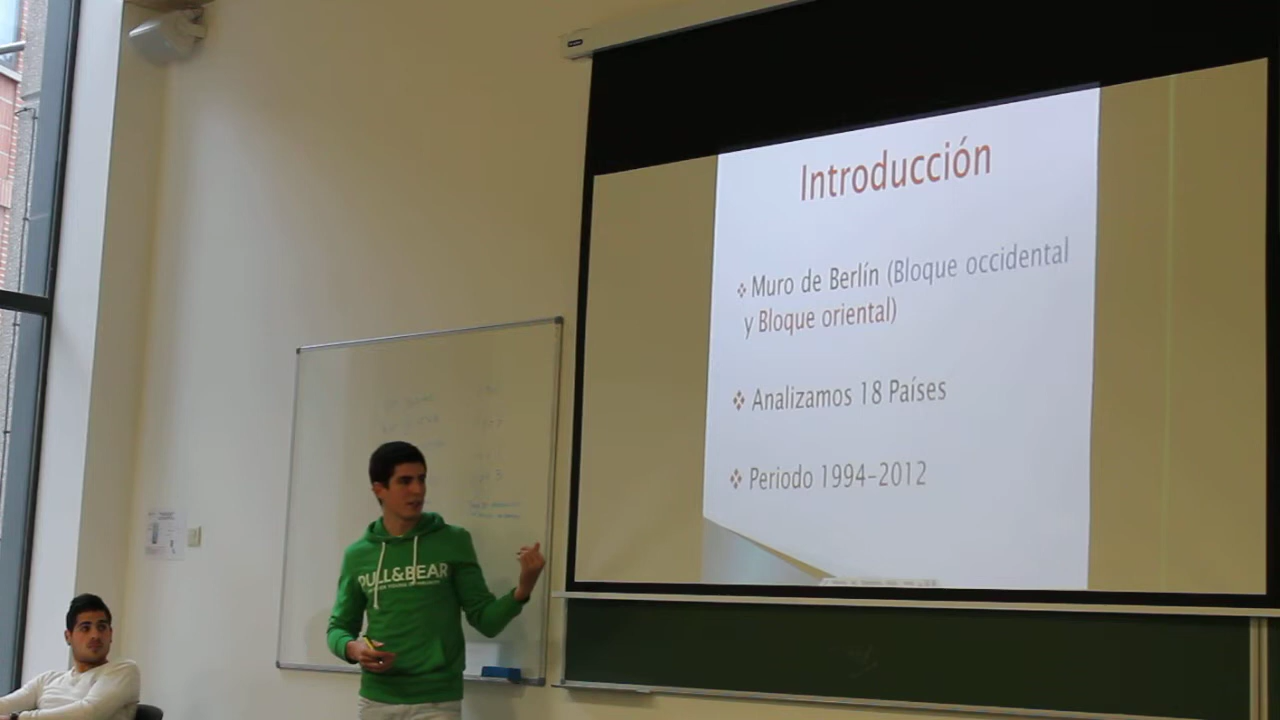 Introducción
Muro de Berlín (Bloque occidental
y Bloque oriental)
Analizamos 18 Países
Periodo 1994-2012
PULL&BEAR